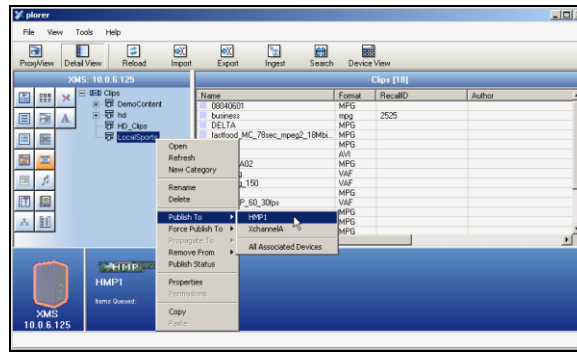 plorer
File View Tools Help
ProxyView Detail View Reload Import Export Ingest Search Device View
XMS: 10.0.6.125
Clips [18]
Clips
DemoContent
hd
HD_Clips
LocalSports
Name Format RecallID Author
08040601 MPG
business mpg 2525
DELTA MPG
fastfood_MC_78sec_mpeg2_18Mbi... MPG
MPG
AVI
A02 MPG
VAF
_150 VAF
P_60_30fps VAF
MPG
MPG
MPG
Open
Refresh
New Category
Rename
Delete
Publish To
Force Publish To
Propagate To
Remove From
Publish Status
Properties
Permissions
Copy
Paste
HMP1
XchannelA
All Associated Devices
HMP
HMP1
Items Queued:
XMS
10.0.6.125